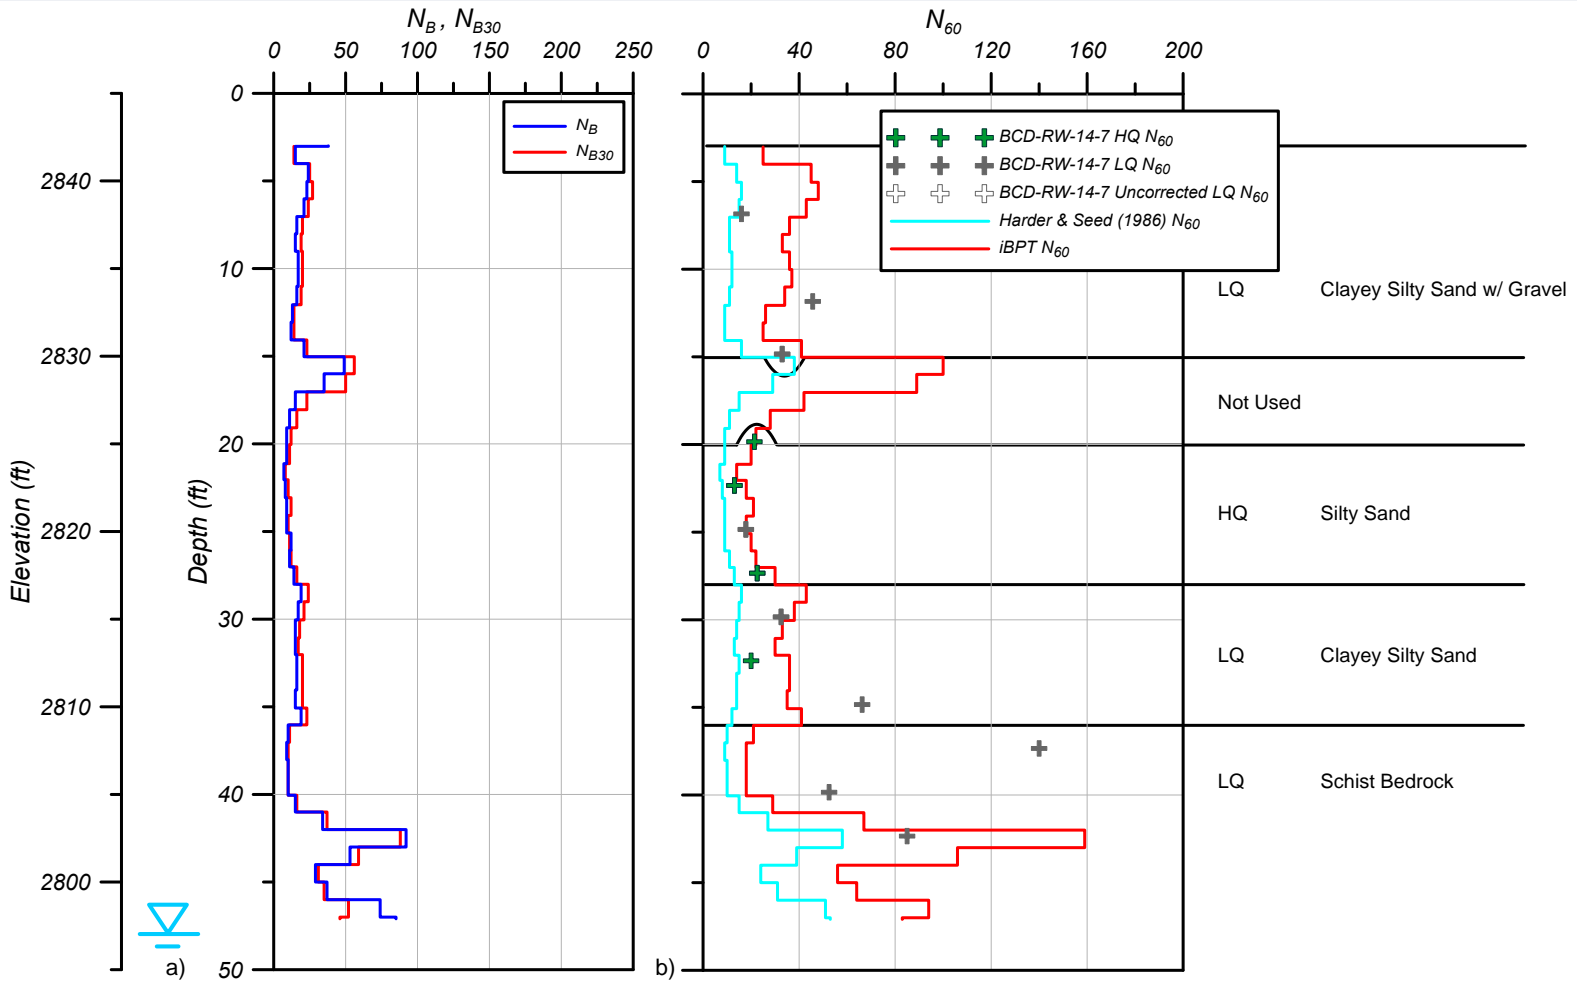 N_B , N_B30
0 50 100 150 200 250
N_60
0 40 80 120 160 200
Elevation (ft)
2840
2830
2820
2810
2800
Depth (ft)
0
10
20
30
40
50
N_B
N_B30
BCD-RW-14-7 HQ N_60
BCD-RW-14-7 LQ N_60
BCD-RW-14-7 Uncorrected LQ N_60
Harder & Seed (1986) N_60
iBPT N_60
LQ Clayey Silty Sand w/ Gravel
Not Used
HQ Silty Sand
LQ Clayey Silty Sand
LQ Schist Bedrock
a)
b)